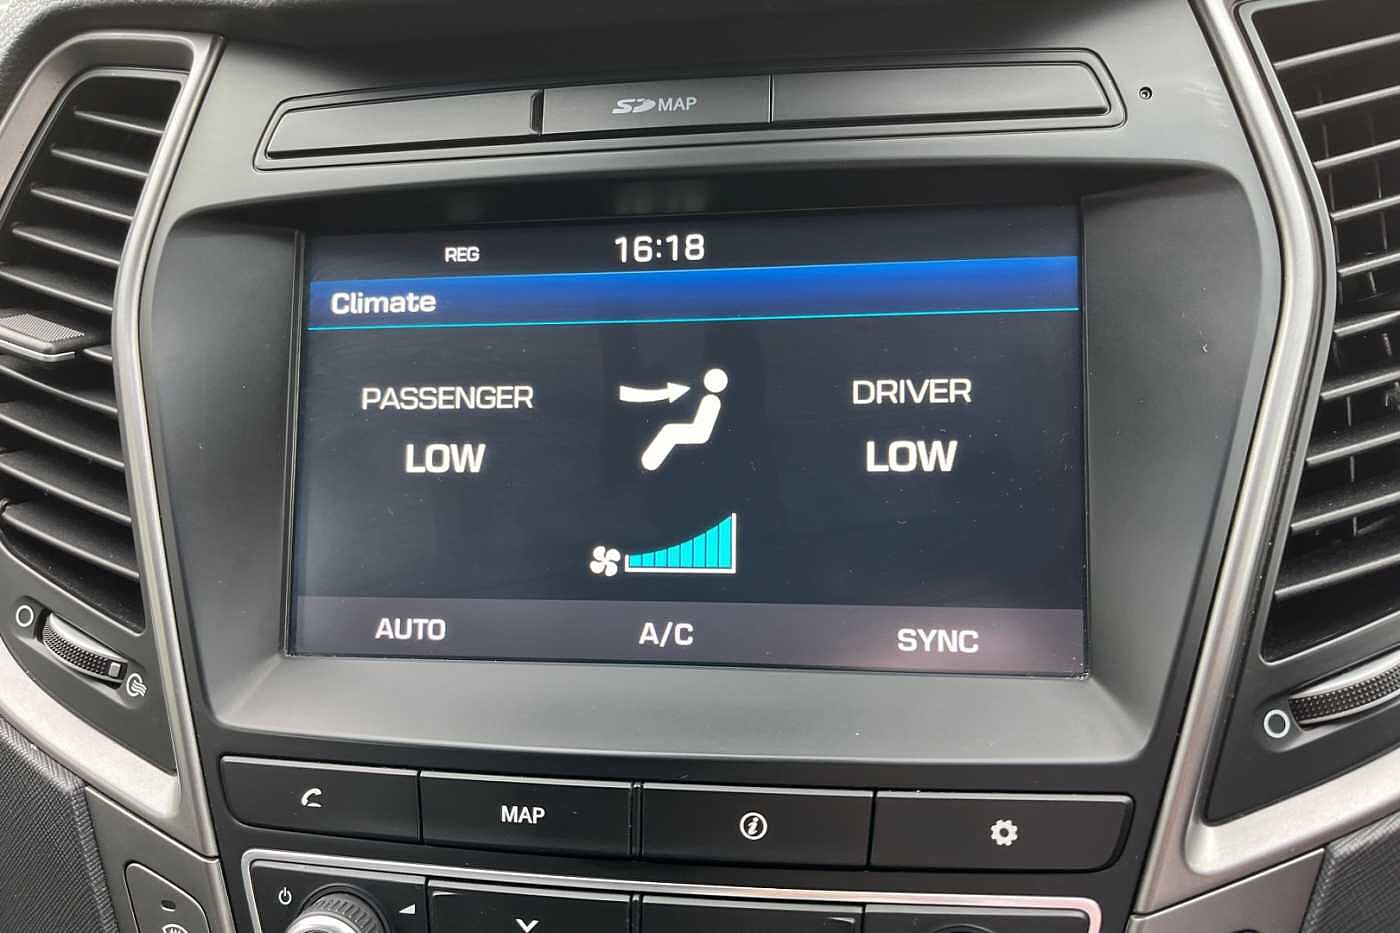 SD MAP
REG 16:18
Climate
PASSENGER DRIVER
LOW LOW
AUTO A/C SYNC
MAP